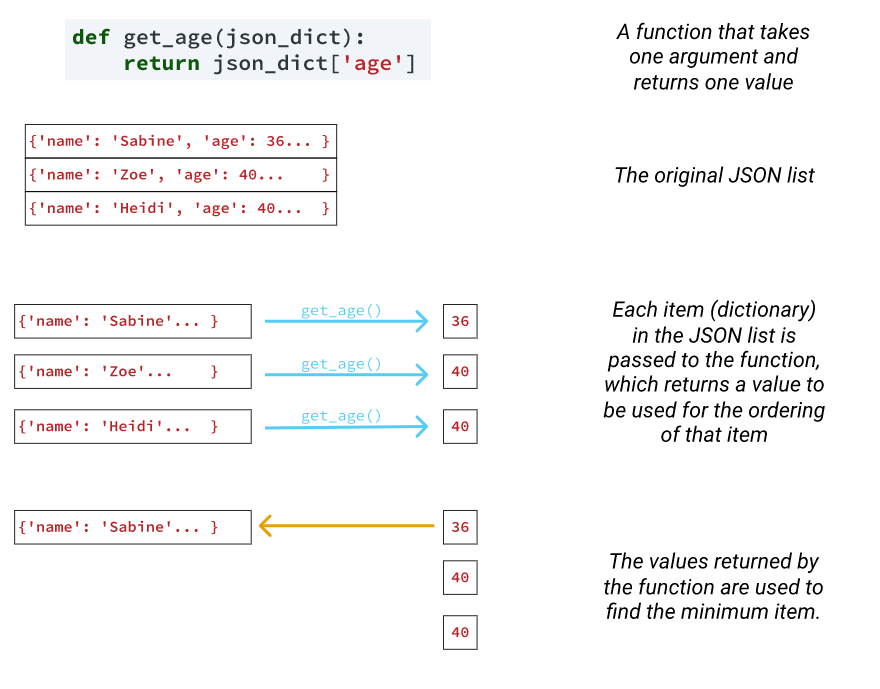 def get_age(json_dict):
    return json_dict['age']
A function that takes
one argument and
returns one value
{'name': 'Sabine', 'age': 36... }
{'name': 'Zoe', 'age': 40...    }
{'name': 'Heidi', 'age': 40...  }
The original JSON list
{'name': 'Sabine'... }
get_age()
36
{'name': 'Zoe'...    }
get_age()
40
{'name': 'Heidi'...  }
get_age()
40
Each item (dictionary)
in the JSON list is
passed to the function,
which returns a value to
be used for the ordering
of that item
{'name': 'Sabine'... }
36
40
40
The values returned by
the function are used to
find the minimum item.